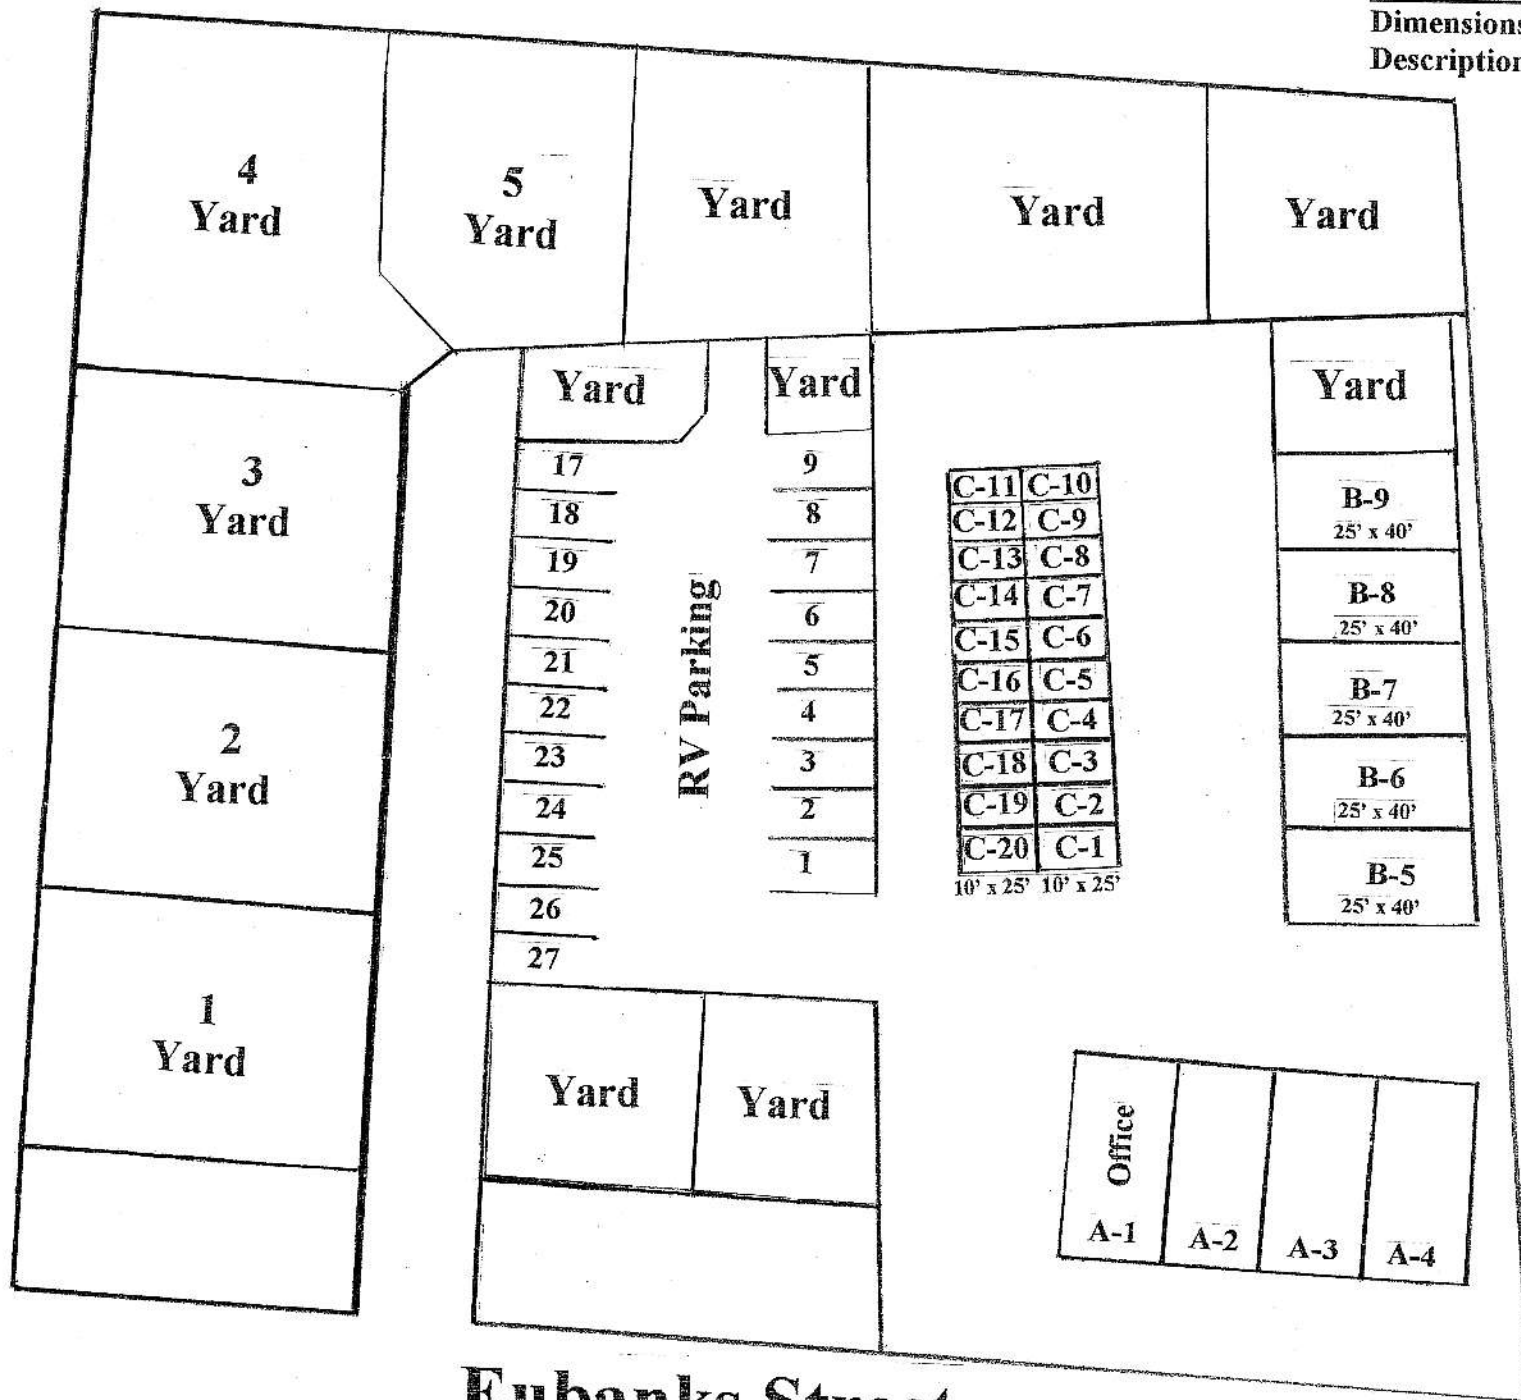 Dimensions
Description
4
Yard
5
Yard
Yard
Yard
Yard
3
Yard
2
Yard
1
Yard
Yard
17
18
19
20
21
22
23
24
25
26
27
RV Parking
Yard
9
8
7
6
5
4
3
2
1
C-11 C-10
C-12 C-9
C-13 C-8
C-14 C-7
C-15 C-6
C-16 C-5
C-17 C-4
C-18 C-3
C-19 C-2
C-20 C-1
10' x 25' 10' x 25'
Yard
B-9
25' x 40'
B-8
25' x 40'
B-7
25' x 40'
B-6
25' x 40'
B-5
25' x 40'
Yard
Yard
Office
A-1 A-2 A-3 A-4
Eubanks Street